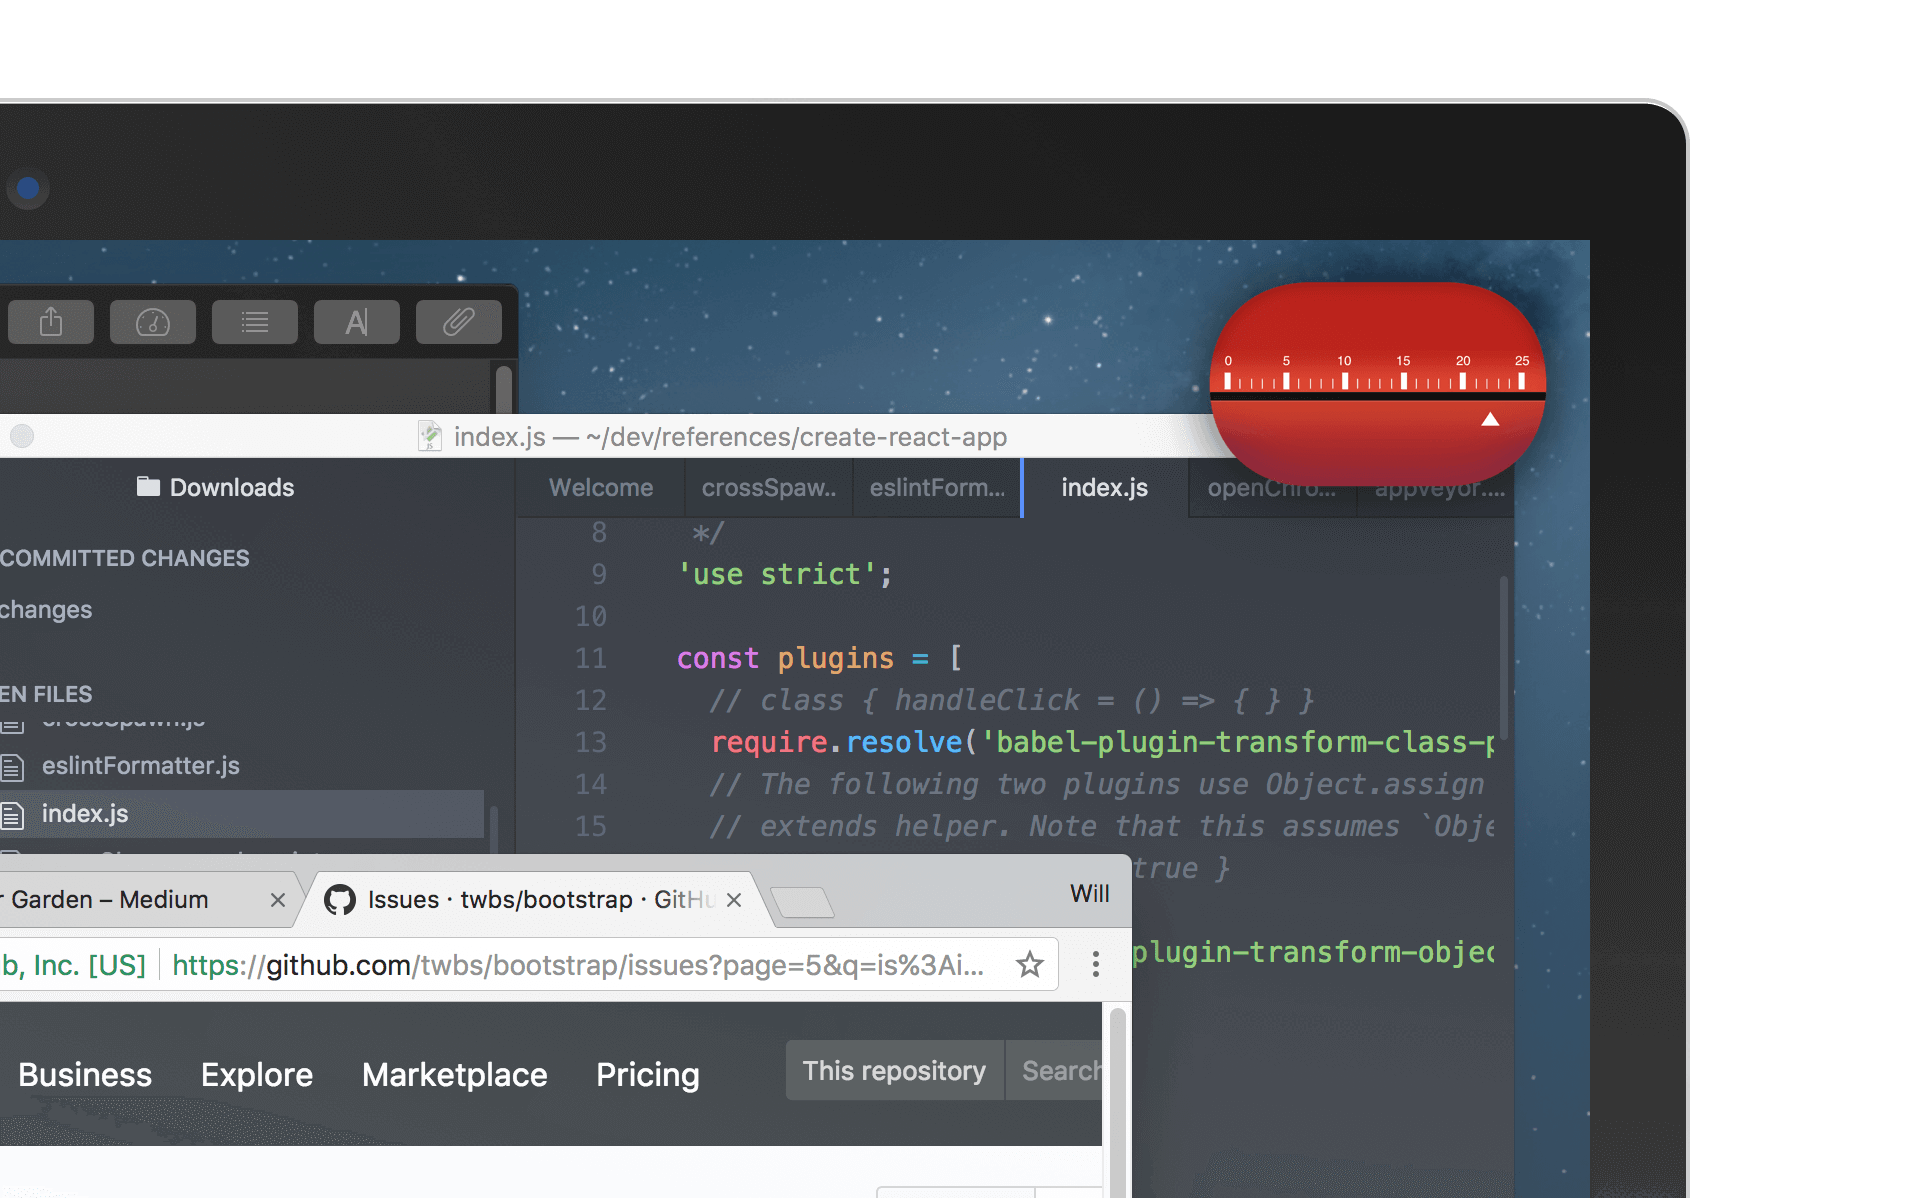 A
0 5 10 15 20 25
index.js — ~/dev/references/create-react-app
Downloads
Welcome
crossSpaw..
eslintForm...
index.js
openChro...
appveyor....
COMMITTED CHANGES
changes
EN FILES
crossSpawn.js
eslintFormatter.js
index.js
8 */
9 'use strict';
10
11 const plugins = [
12 // class { handleClick = () => { } }
13 require.resolve('babel-plugin-transform-class-p
14 // The following two plugins use Object.assign
15 // extends helper. Note that this assumes `Obje
true }
plugin-transform-objec
r Garden – Medium
Issues · twbs/bootstrap · GitHu
Will
b, Inc. [US] https://github.com/twbs/bootstrap/issues?page=5&q=is%3Ai...
Business Explore Marketplace Pricing This repository Search